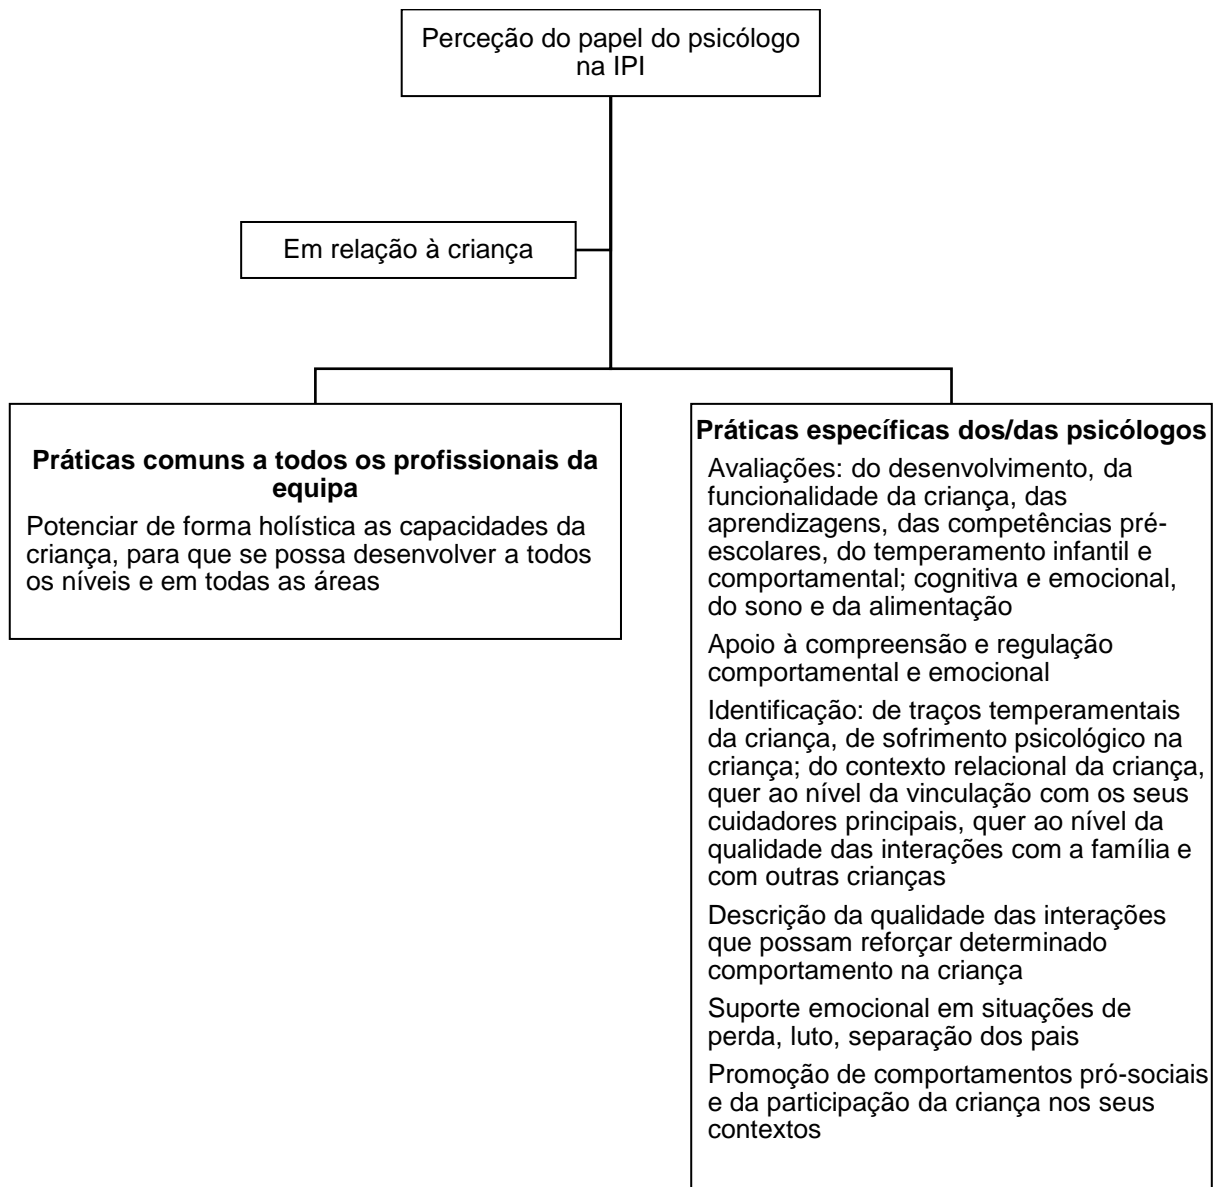 Perceção do papel do psicólogo
na IPI
Em relação à criança
Práticas comuns a todos os profissionais da
equipa
Potenciar de forma holística as capacidades da
criança, para que se possa desenvolver a todos
os níveis e em todas as áreas
Práticas específicas dos/das psicólogos
Avaliações: do desenvolvimento, da
funcionalidade da criança, das
aprendizagens, das competências pré-
escolares, do temperamento infantil e
comportamental; cognitiva e emocional,
do sono e da alimentação
Apoio à compreensão e regulação
comportamental e emocional
Identificação: de traços temperamentais
da criança, de sofrimento psicológico na
criança; do contexto relacional da criança,
quer ao nível da vinculação com os seus
cuidadores principais, quer ao nível da
qualidade das interações com a família e
com outras crianças
Descrição da qualidade das interações
que possam reforçar determinado
comportamento na criança
Suporte emocional em situações de
perda, luto, separação dos pais
Promoção de comportamentos pró-sociais
e da participação da criança nos seus
contextos